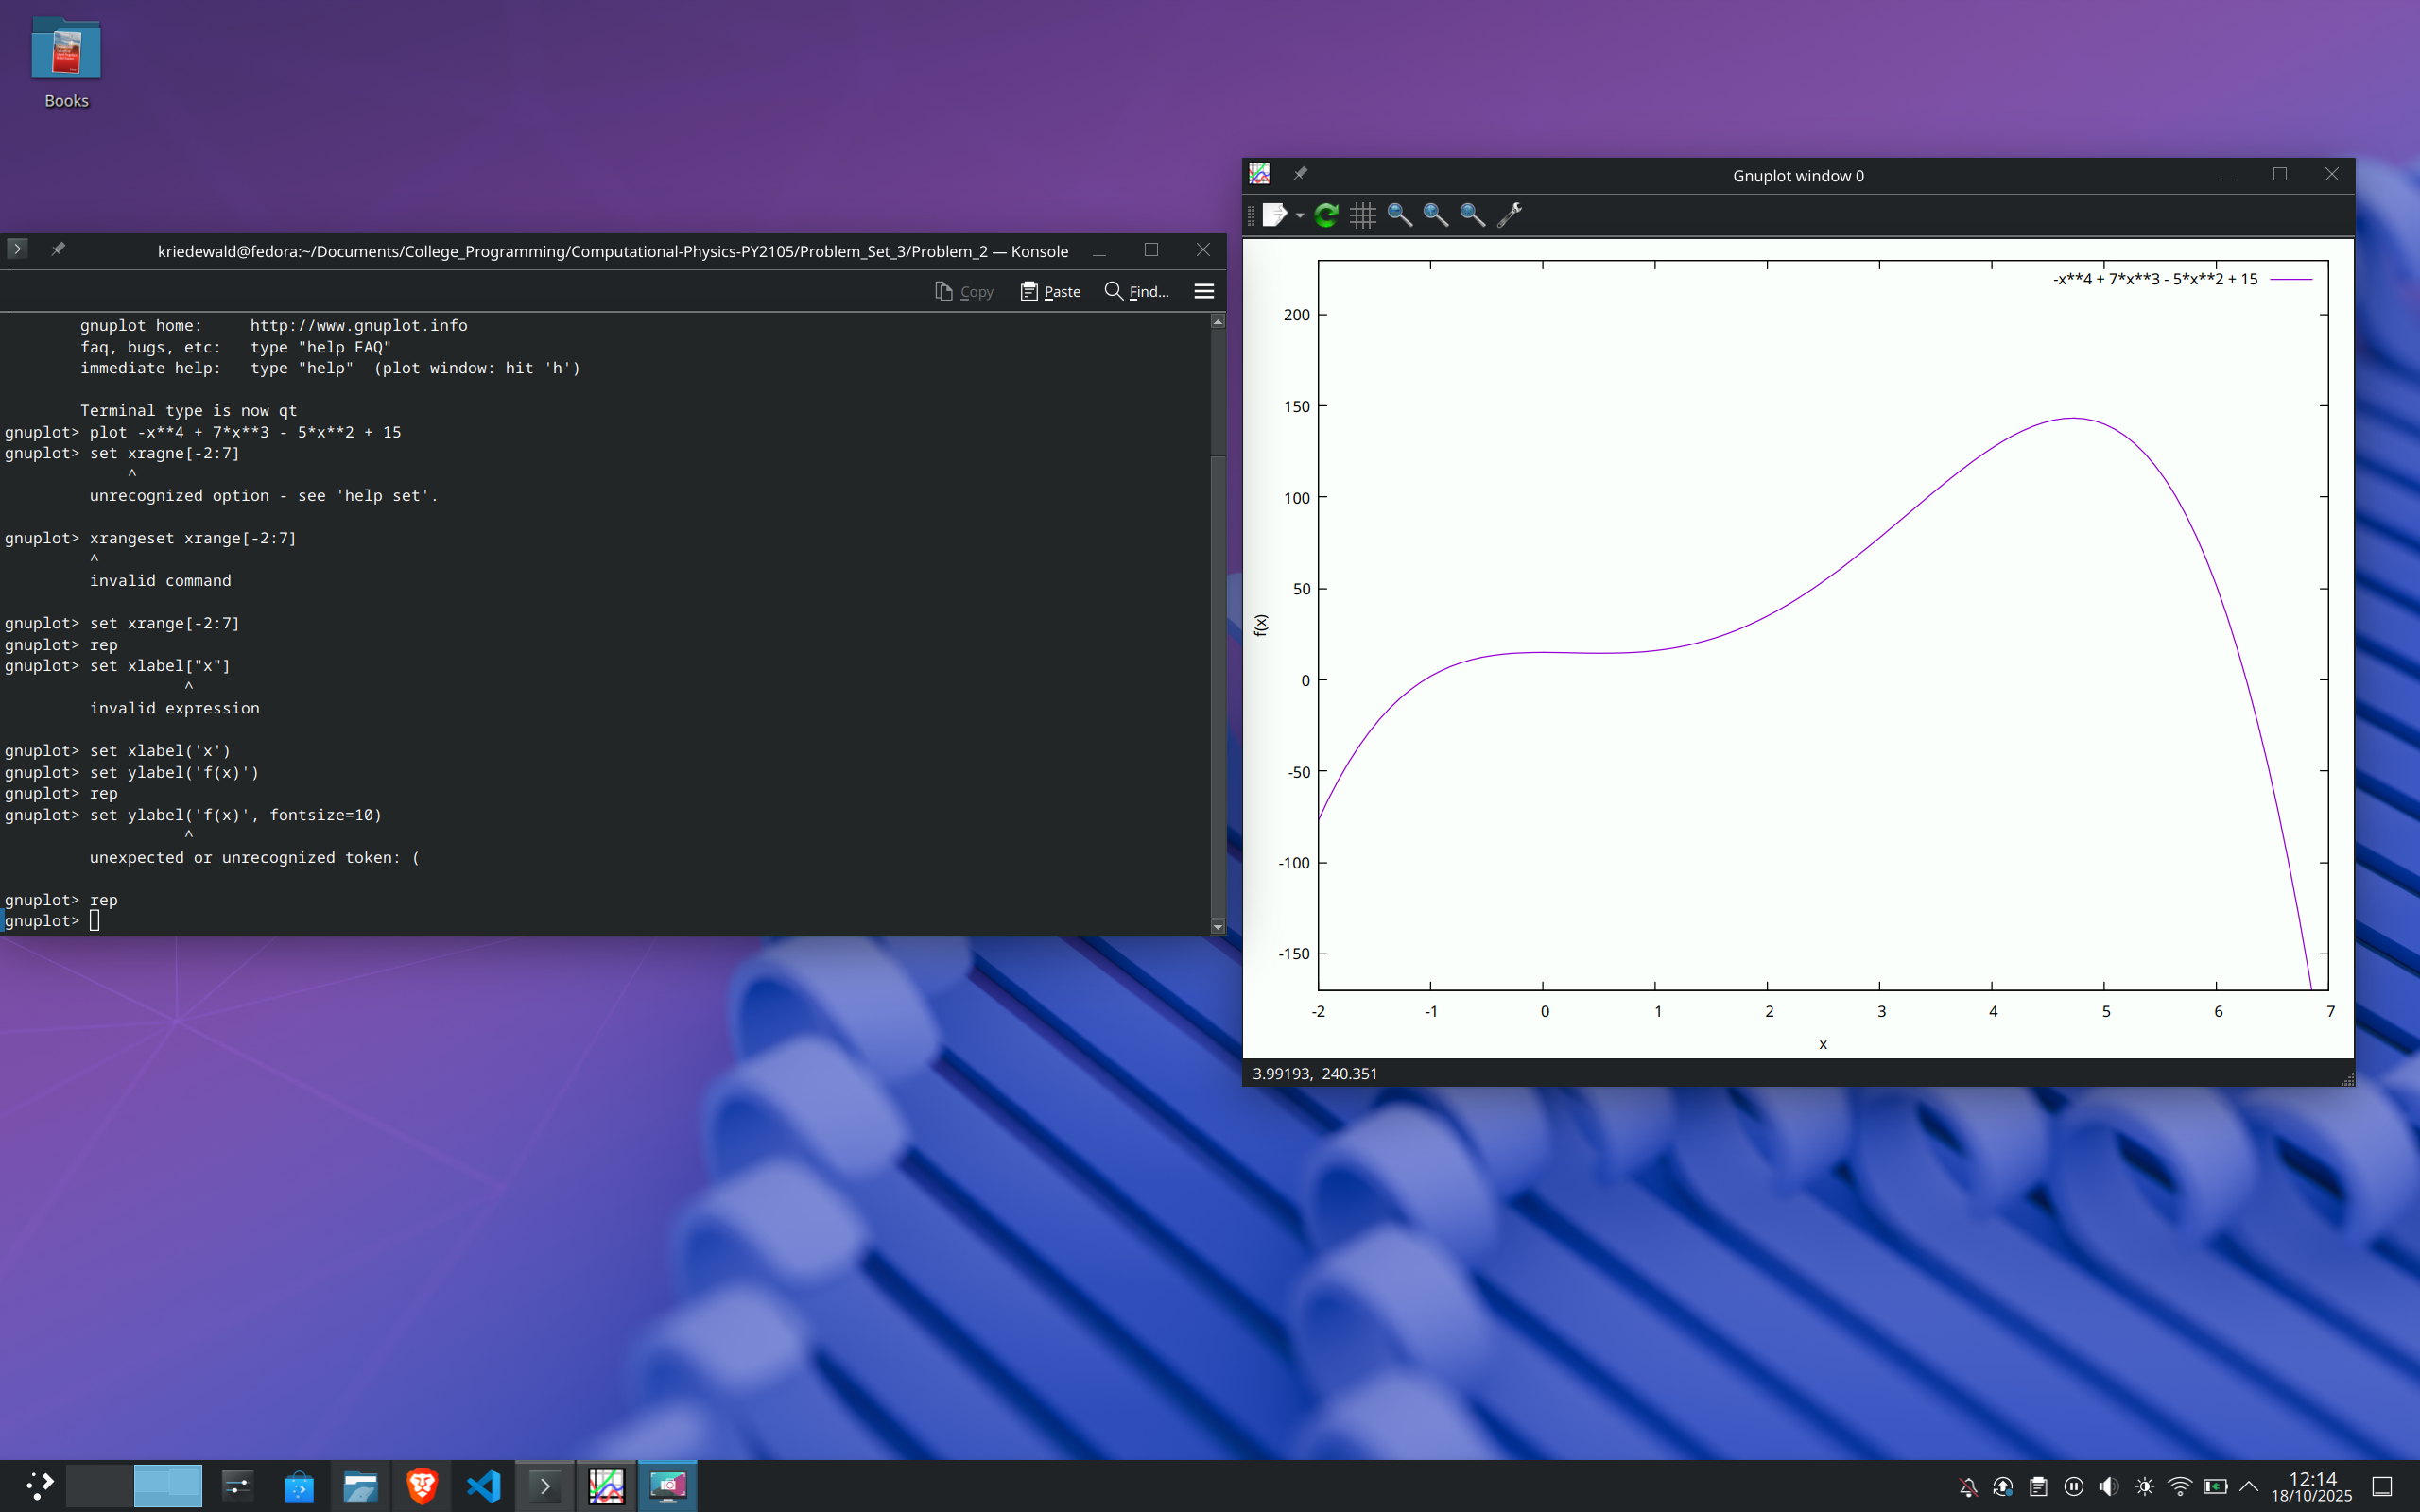 Books
kriedewald@fedora:~/Documents/College_Programming/Computational-Physics-PY2105/Problem_Set_3/Problem_2 — Konsole
Copy Paste Find...
gnuplot home:     http://www.gnuplot.info
faq, bugs, etc:   type "help FAQ"
immediate help:   type "help"  (plot window: hit 'h')
Terminal type is now qt
gnuplot> plot -x**4 + 7*x**3 - 5*x**2 + 15
gnuplot> set xragne[-2:7]
^
unrecognized option - see 'help set'.
gnuplot> xrangeset xrange[-2:7]
^
invalid command
gnuplot> set xrange[-2:7]
gnuplot> rep
gnuplot> set xlabel["x"]
^
invalid expression
gnuplot> set xlabel('x')
gnuplot> set ylabel('f(x)')
gnuplot> rep
gnuplot> set ylabel('f(x)', fontsize=10)
^
unexpected or unrecognized token: (
gnuplot> rep
gnuplot>
Gnuplot window 0
-x**4 + 7*x**3 - 5*x**2 + 15
200
150
100
50
0
-50
-100
-150
f(x)
-2 -1 0 1 2 3 4 5 6 7
x
3.99193, 240.351
12:14
18/10/2025